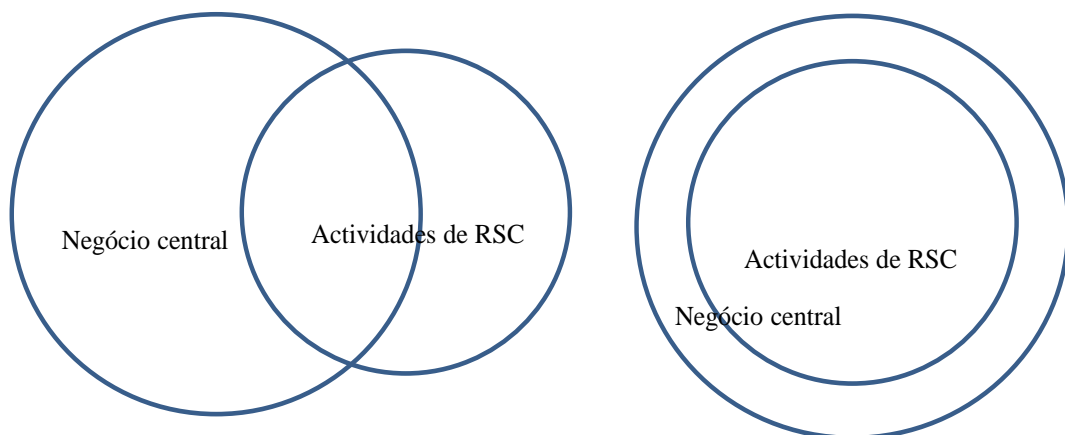 Negócio central
Actividades de RSC
Actividades de RSC
Negócio central